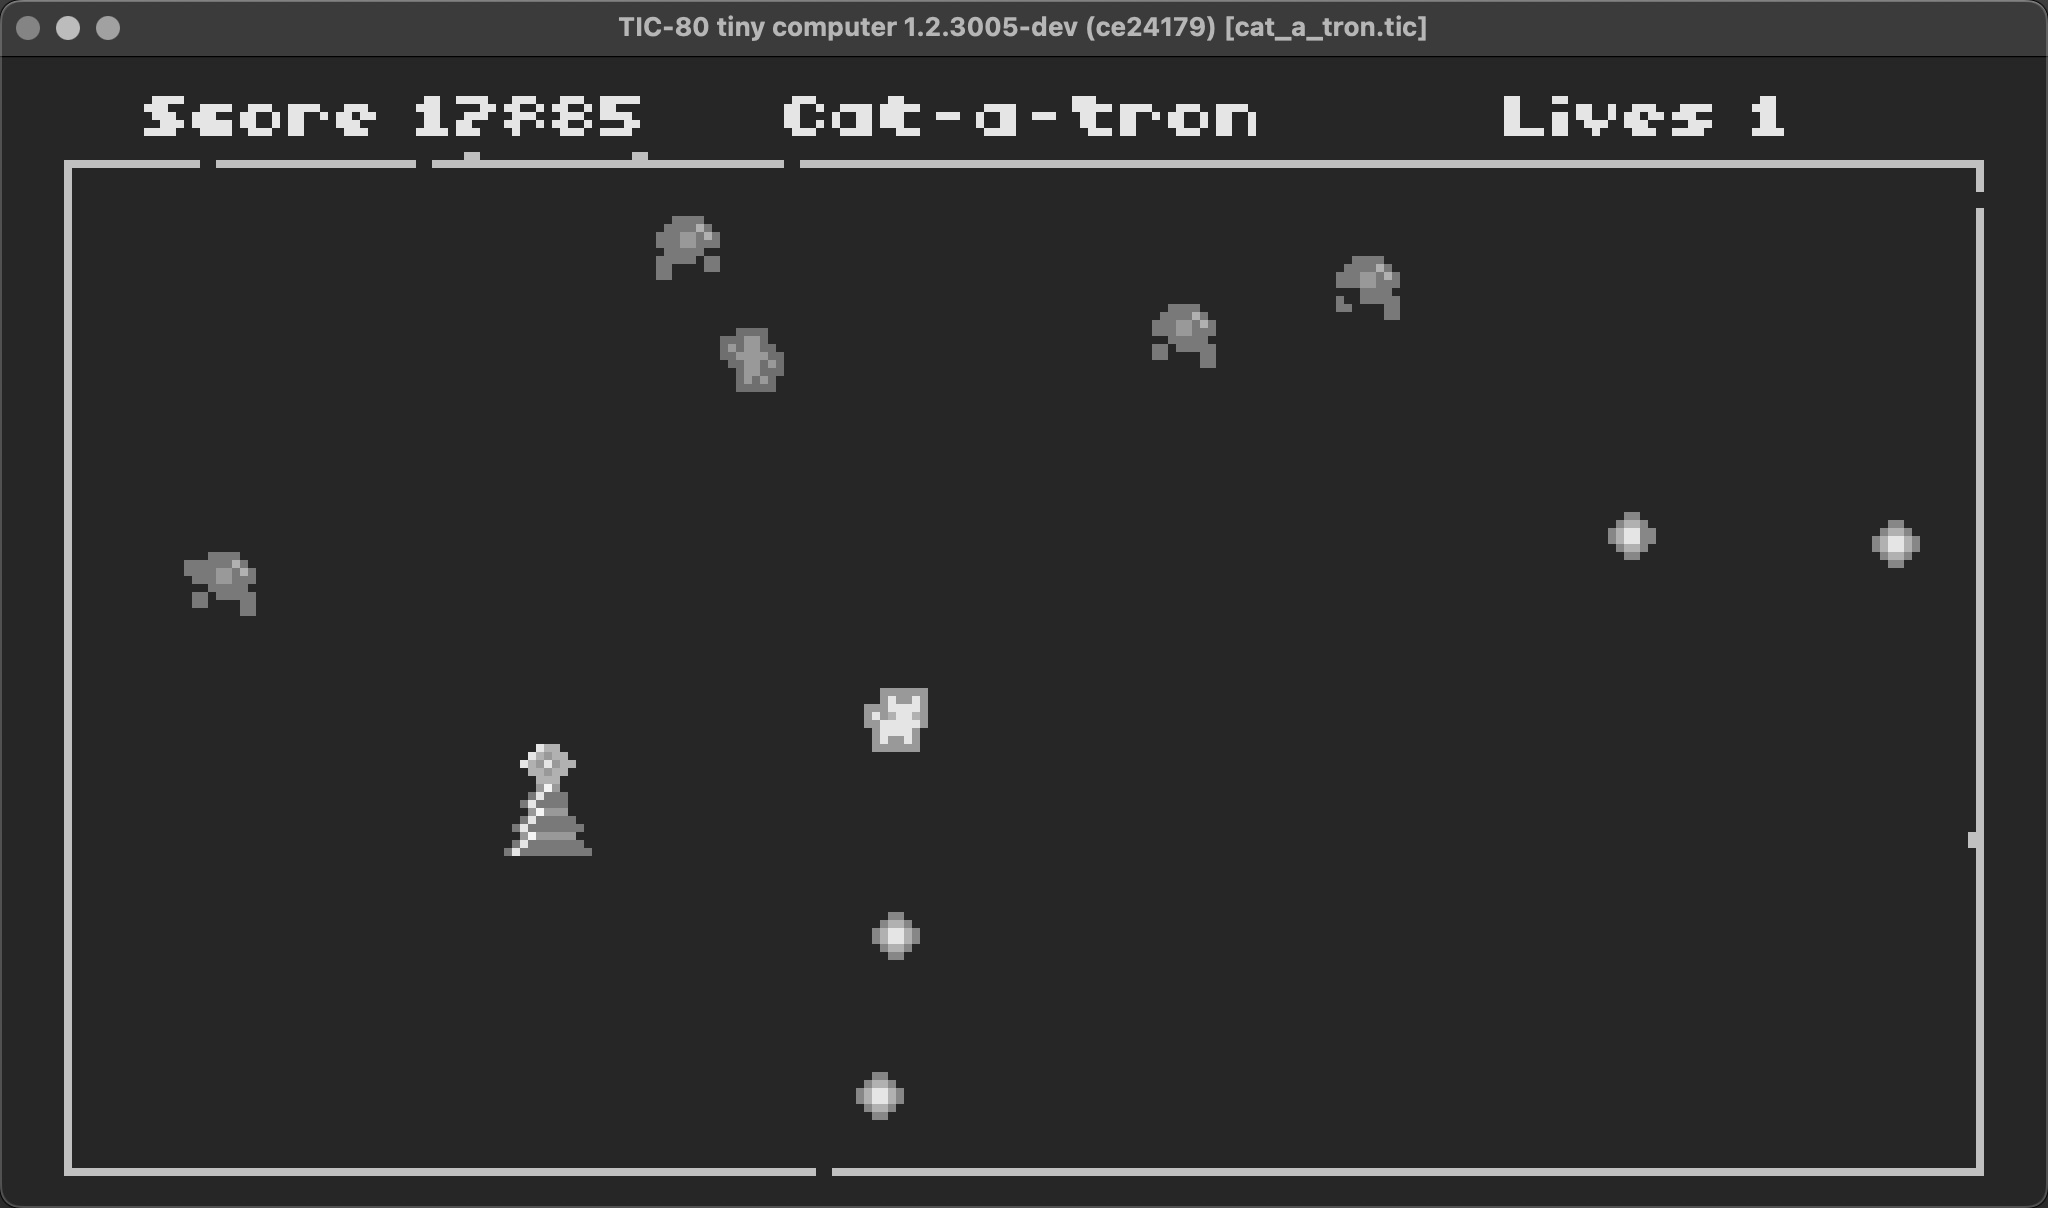 TIC-80 tiny computer 1.2.3005-dev (ce24179) [cat_a_tron.tic]
Score Cat-a-tron Lives 1